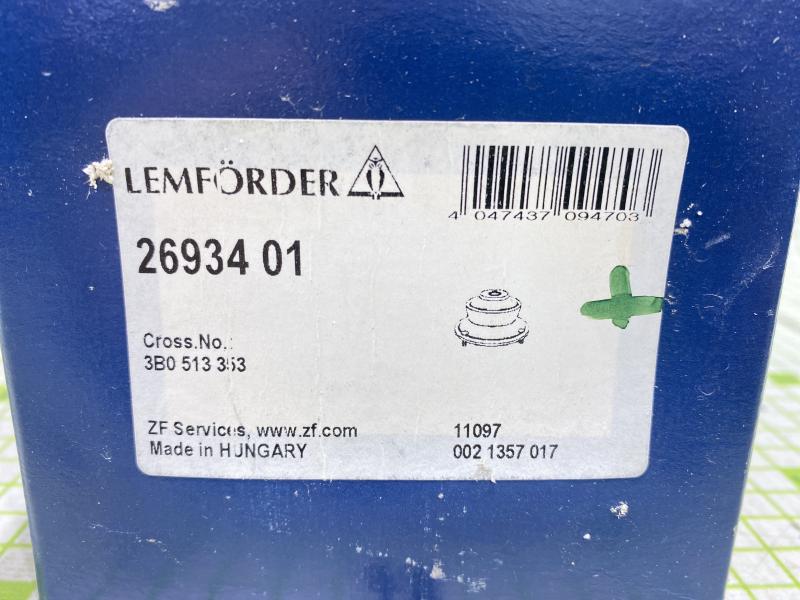 LEMFÖRDER
4 047437 094703
26934 01
Cross.No.:
3B0 513 353
ZF Services, www.zf.com
Made in HUNGARY
11097
002 1357 017